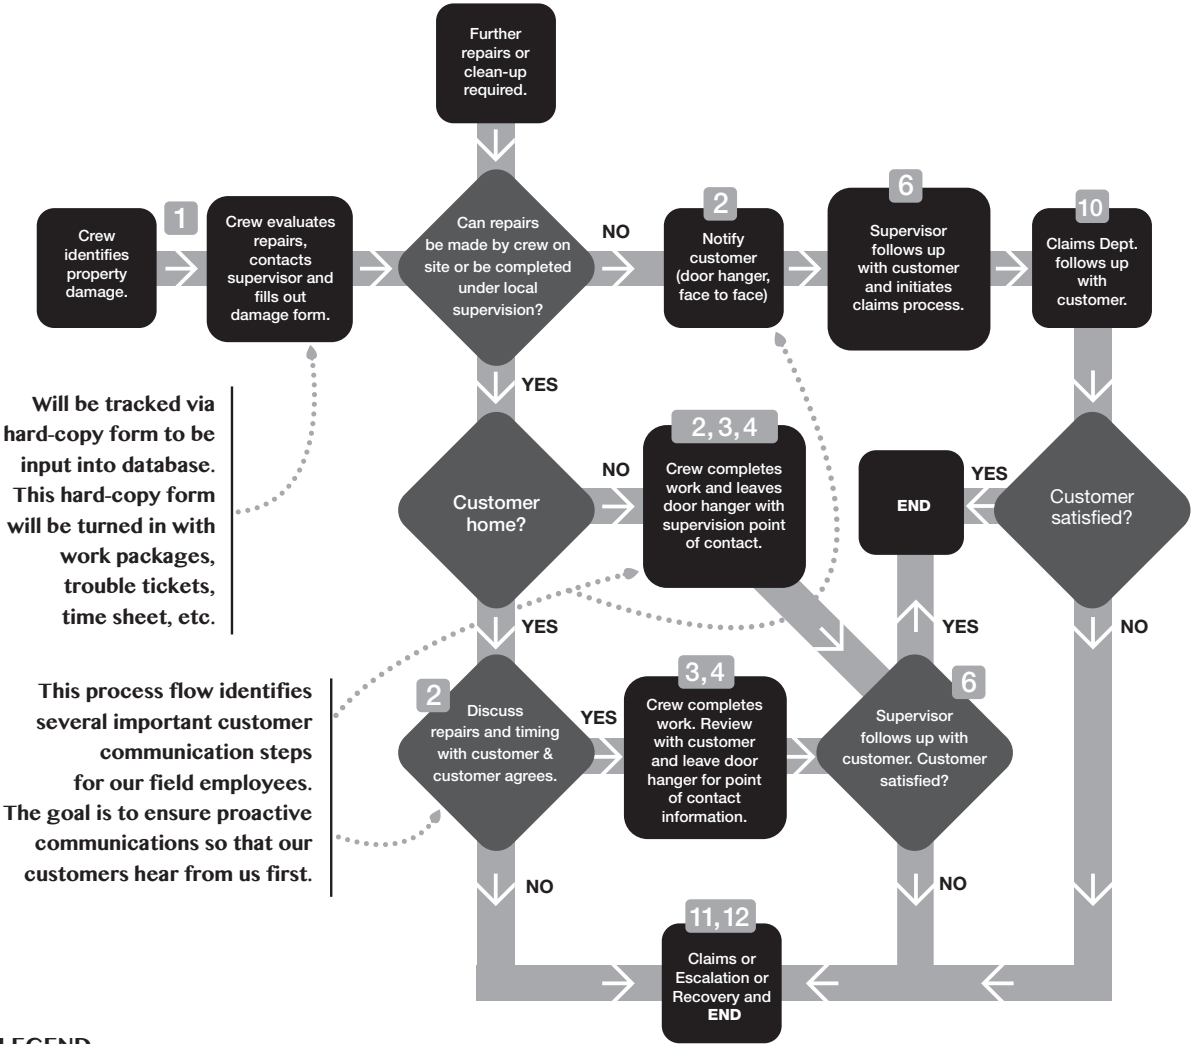 Further
repairs or
clean-up
required.
Crew
identifies
property
damage.
1
Crew evaluates
repairs,
contacts
supervisor and
fills out
damage form.
Can repairs
be made by crew on
site or be completed
under local
supervision?
NO
2
Notify
customer
(door hanger,
face to face)
6
Supervisor
follows up
with customer
and initiates
claims process.
10
Claims Dept.
follows up
with
customer.
YES
Will be tracked via
hard-copy form to be
input into database.
This hard-copy form
will be turned in with
work packages,
trouble tickets,
time sheet, etc.
Customer
home?
NO
2, 3, 4
Crew completes
work and leaves
door hanger with
supervision point
of contact.
END
YES
Customer
satisfied?
YES
YES
NO
This process flow identifies
several important customer
communication steps
for our field employees.
The goal is to ensure proactive
communications so that our
customers hear from us first.
2
Discuss
repairs and timing
with customer &
customer agrees.
YES
3, 4
Crew completes
work. Review
with customer
and leave door
hanger for point
of contact
information.
6
Supervisor
follows up with
customer. Customer
satisfied?
NO
NO
11, 12
Claims or
Escalation or
Recovery and
END
LEGEND